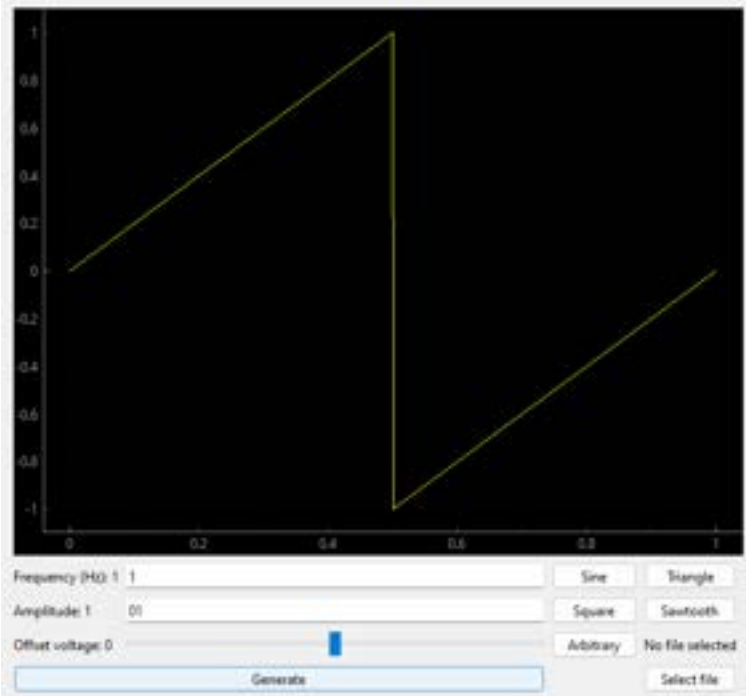 1
0.8
0.6
0.4
0.2
0
-0.2
-0.4
-0.6
-0.8
-1
0 0.2 0.4 0.6 0.8 1
Frequency (Hz): 1 1 Sine Triangle
Amplitude: 1 01 Square Sawtooth
Offset voltage: 0 Arbitrary No file selected
Generate Select file